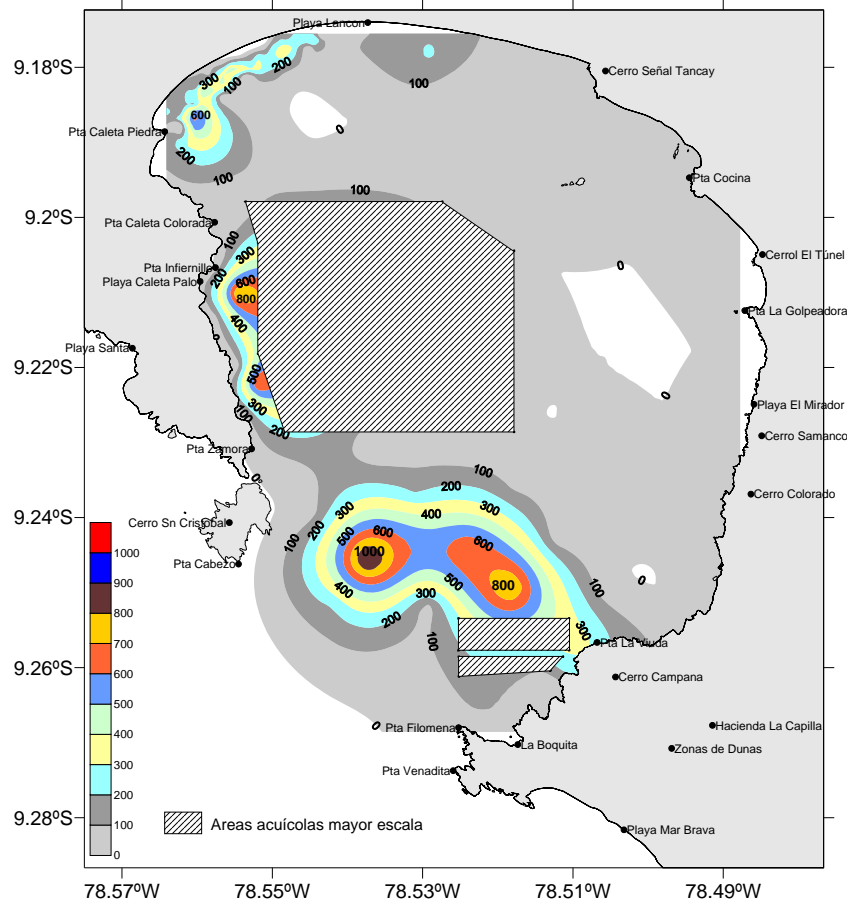 Playa Lancon
9.18ºS
200
300
100
100
Cerro Señal Tancay
600
0
Pta Caleta Piedra
200
100
Pta Cocina
100
9.2ºS
Pta Caleta Colorada
100
300
Cerrol El Túnel
Pta Infiernillo
200
600
0
Playa Caleta Palo
800
Pta La Golpeadora
400
Playa Santa
9.22ºS
500
0
300
100
Playa El Mirador
200
Cerro Samanco
Pta Zamora
0
100
200
Cerro Colorado
300
400
300
9.24ºS
Cerro Sn Cristobal
200
500
600
600
100
1000
Pta Cabezo
400
500
800
0
100
300
200
300
100
Pta La Viuda
9.26ºS
Cerro Campana
0
Pta Filomena
Hacienda La Capilla
La Boquita
Zonas de Dunas
Pta Venadita
1000
900
800
700
600
500
400
300
200
100
0
Areas acuícolas mayor escala
9.28ºS
Playa Mar Brava
78.57ºW
78.55ºW
78.53ºW
78.51ºW
78.49ºW